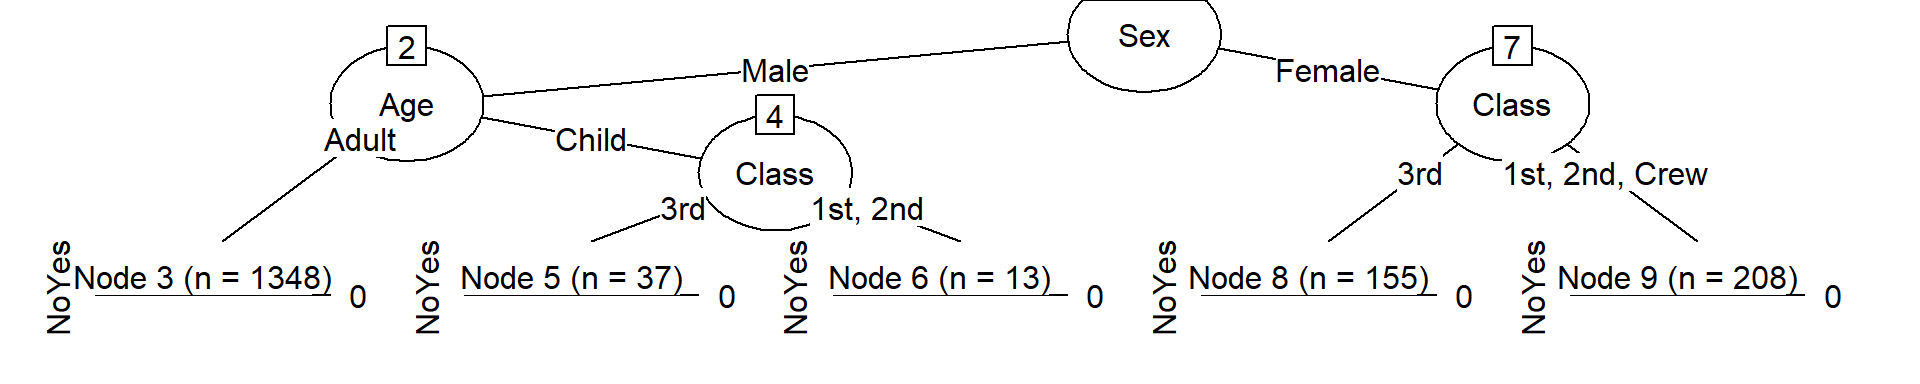 Sex
2
7
Male
Female
Age
Class
4
Adult
Child
Class
3rd
1st, 2nd, Crew
3rd
1st, 2nd
NoYes
Node 3 (n = 1348)
0
NoYes
Node 5 (n = 37)
0
NoYes
Node 6 (n = 13)
0
NoYes
Node 8 (n = 155)
0
NoYes
Node 9 (n = 208)
0